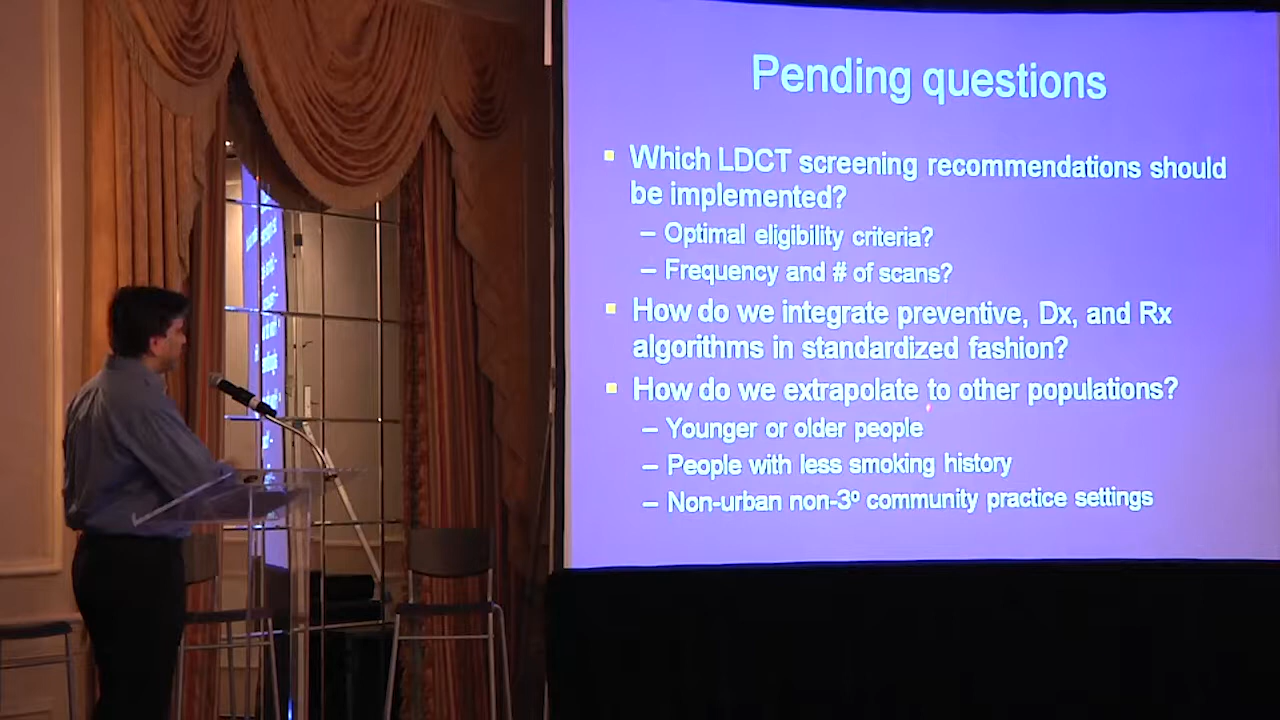 Pending questions
Which LDCT screening recommendations should
be implemented?
– Optimal eligibility criteria?
– Frequency and # of scans?
How do we integrate preventive, Dx, and Rx
algorithms in standardized fashion?
How do we extrapolate to other populations?
– Younger or older people
– People with less smoking history
– Non-urban non-3º community practice settings